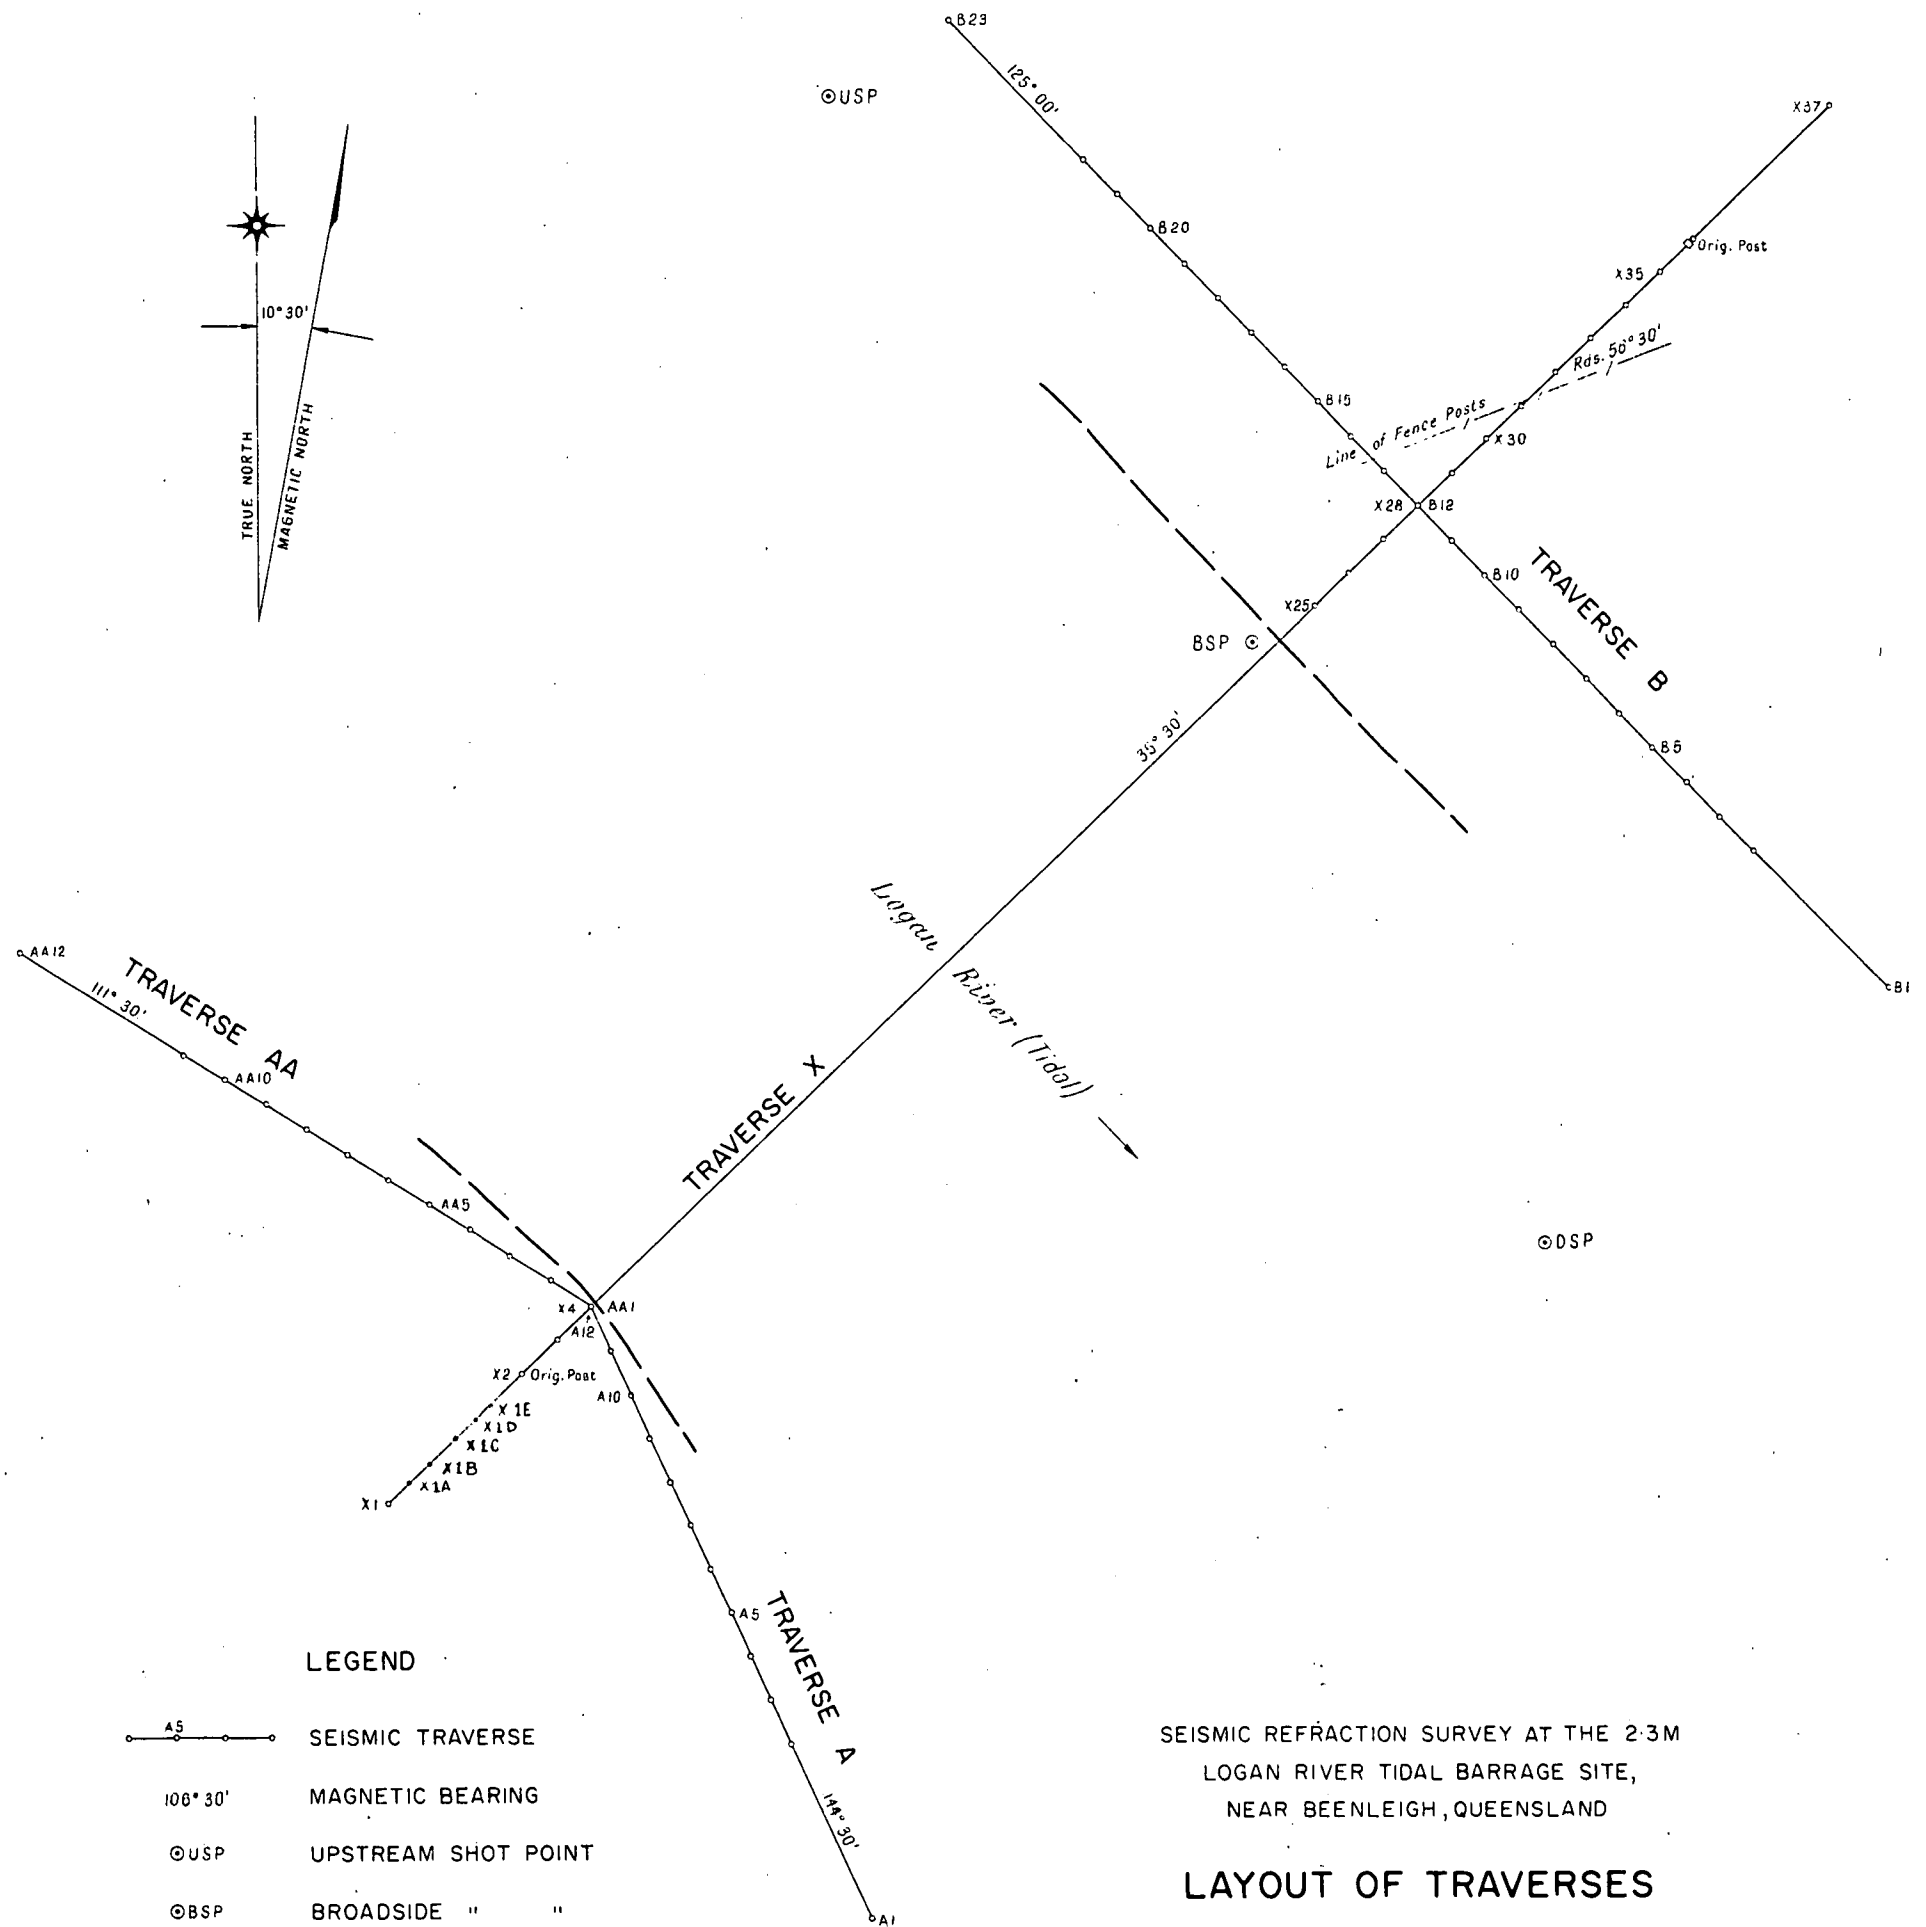 B23
125° 00'
USP
X37
B20
Orig. Post
X35
10° 30'
Rds. 56° 30'
B15
Line of Fence Posts
X30
TRUE NORTH
MAGNETIC NORTH
X28
B12
B10
TRAVERSE B
X25
BSP
35° 30'
B5
Logan River (Tidal)
AA12
TRAVERSE AA
111° 30'
B1
AA10
TRAVERSE X
AA5
DSP
X4
AA1
A12
X2
Orig. Post
A10
X 1E
X1D
X1C
X1B
X1A
X1
A5
TRAVERSE A
144° 30'
A1
LEGEND
A5
SEISMIC TRAVERSE
106° 30'
MAGNETIC BEARING
USP
UPSTREAM SHOT POINT
BSP
BROADSIDE " "
SEISMIC REFRACTION SURVEY AT THE 2·3M
LOGAN RIVER TIDAL BARRAGE SITE,
NEAR BEENLEIGH, QUEENSLAND
LAYOUT OF TRAVERSES